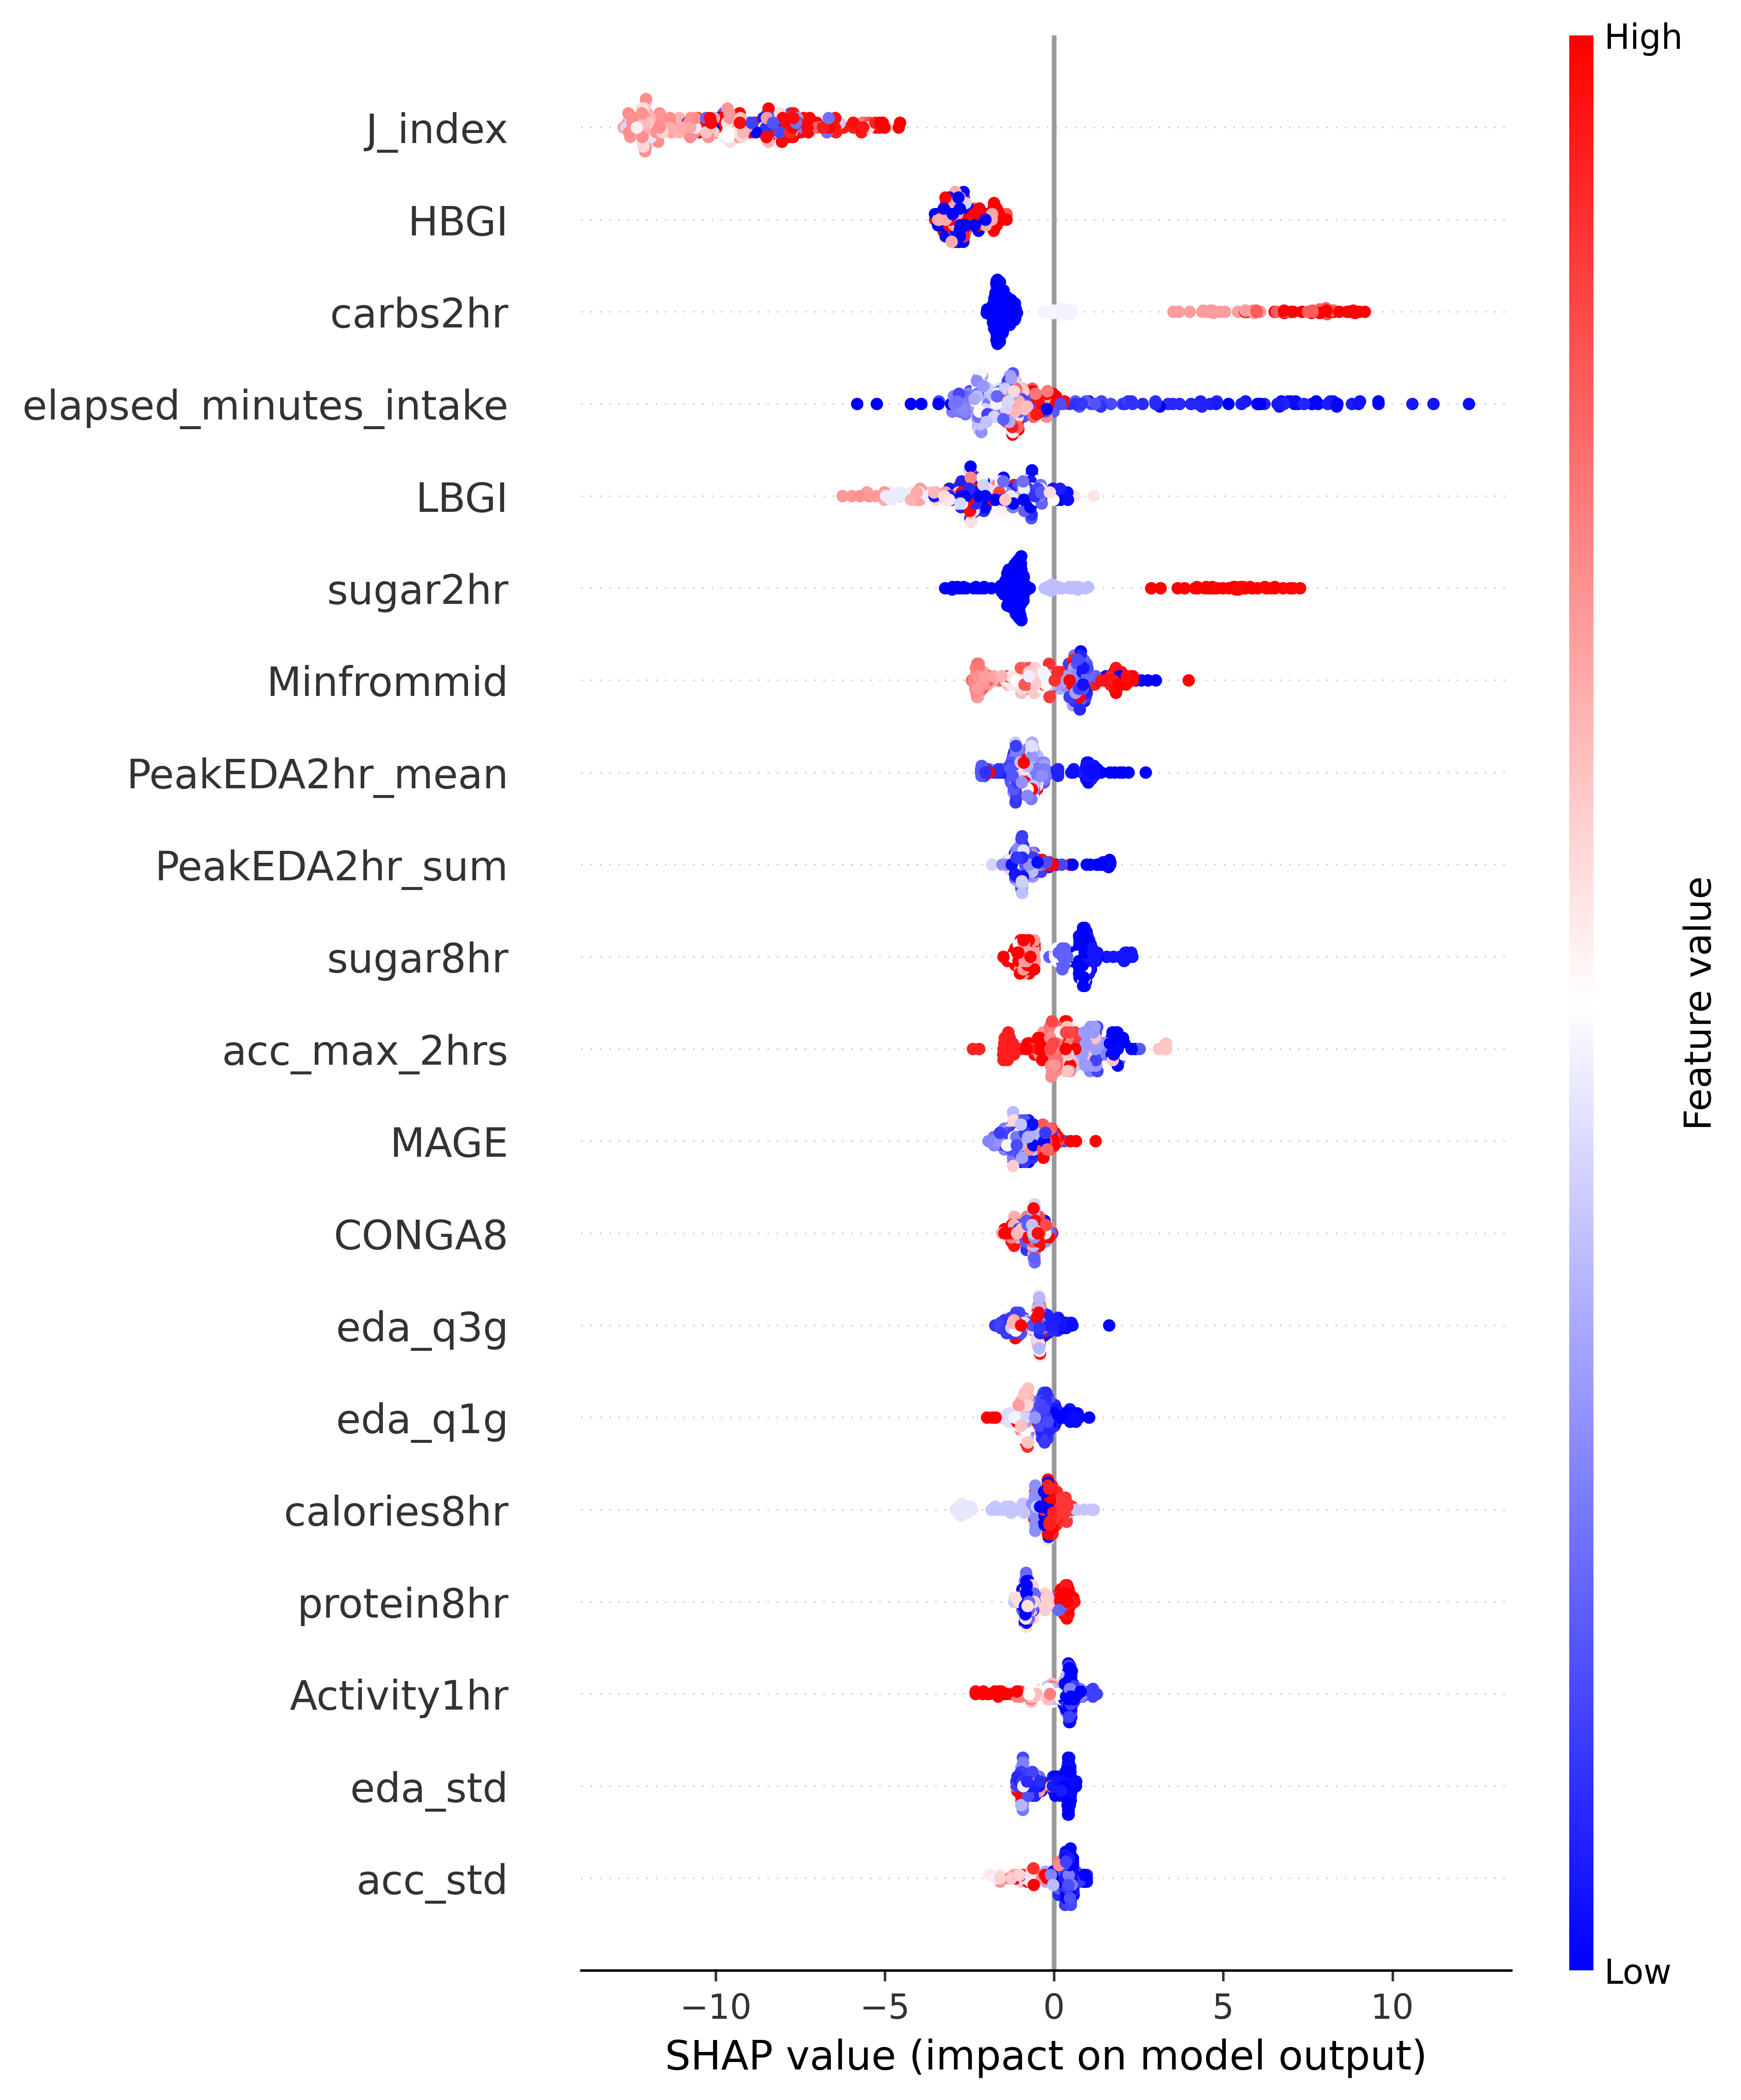 High
J_index
HBGI
carbs2hr
elapsed_minutes_intake
LBGI
sugar2hr
Minfrommid
PeakEDA2hr_mean
PeakEDA2hr_sum
sugar8hr
acc_max_2hrs
MAGE
CONGA8
eda_q3g
eda_q1g
calories8hr
protein8hr
Activity1hr
eda_std
acc_std
Feature value
Low
−10 −5 0 5 10
SHAP value (impact on model output)